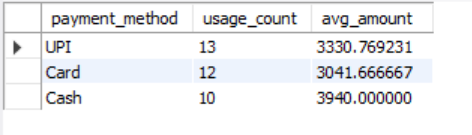 payment_method usage_count avg_amount
UPI 13 3330.769231
Card 12 3041.666667
Cash 10 3940.000000